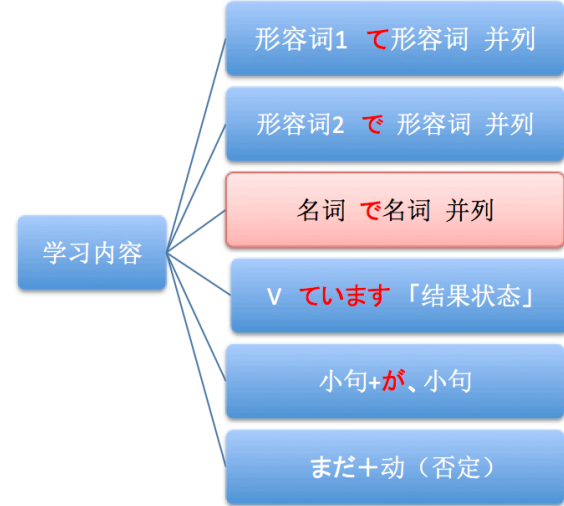 形容词1 て形容词 并列
形容词2 で 形容词 并列
名词 で名词 并列
学习内容
V ています「结果状态」
小句+が、小句
まだ＋动（否定）